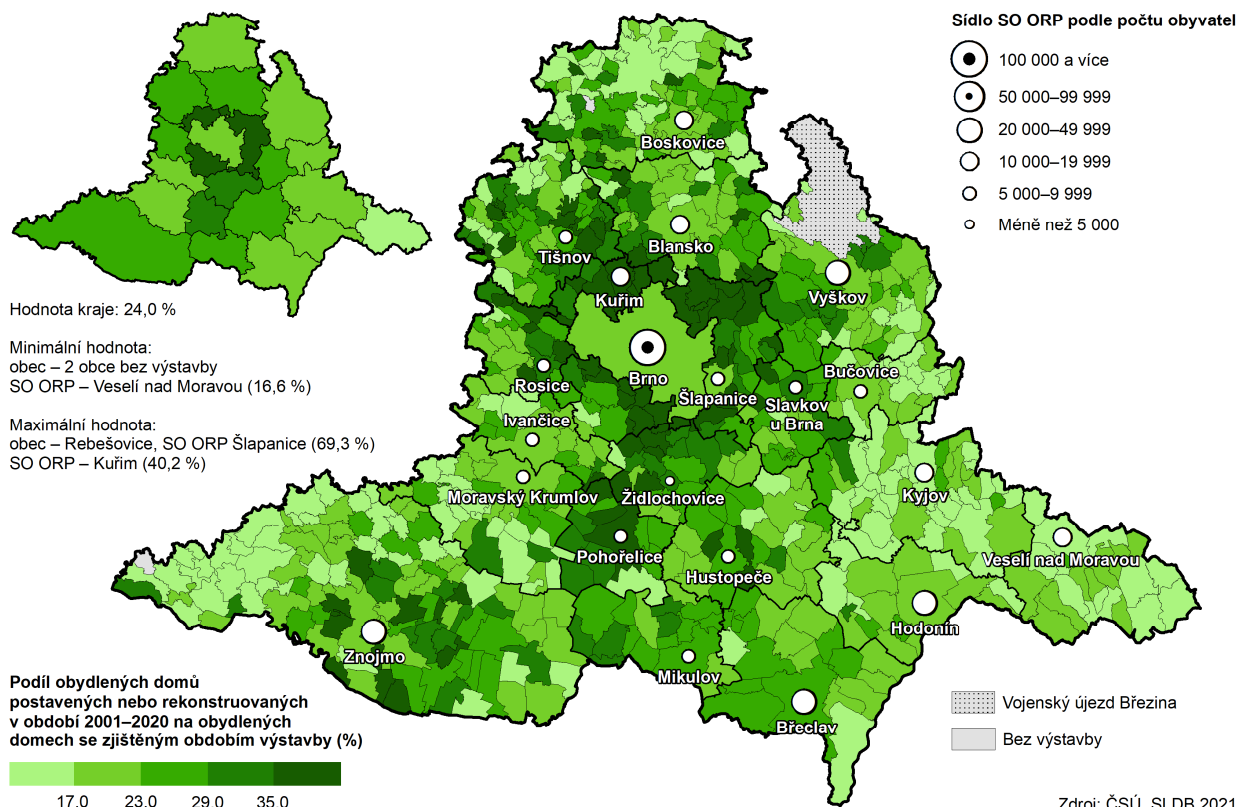 Sídlo SO ORP podle počtu obyvatel
100 000 a více
50 000–99 999
20 000–49 999
10 000–19 999
5 000–9 999
Méně než 5 000
Hodnota kraje: 24,0 %
Minimální hodnota:
obec – 2 obce bez výstavby
SO ORP – Veselí nad Moravou (16,6 %)
Maximální hodnota:
obec – Rebešovice, SO ORP Šlapanice (69,3 %)
SO ORP – Kuřim (40,2 %)
Boskovice
Blansko
Tišnov
Kuřim
Vyškov
Brno
Rosice
Šlapanice
Slavkov
u Brna
Bučovice
Ivančice
Moravský Krumlov
Židlochovice
Kyjov
Pohořelice
Hustopeče
Veselí nad Moravou
Hodonín
Znojmo
Mikulov
Břeclav
Podíl obydlených domů
postavených nebo rekonstruovaných
v období 2001–2020 na obydlených
domech se zjištěným obdobím výstavby (%)
17,0 23,0 29,0 35,0
Vojenský újezd Březina
Bez výstavby
Zdroj: ČSÚ, SLDB 2021